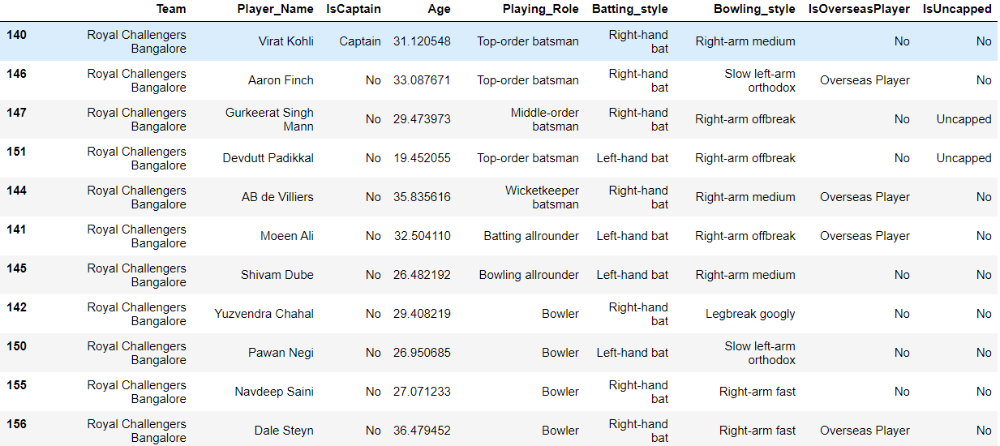 Team Player_Name IsCaptain Age Playing_Role Batting_style Bowling_style IsOverseasPlayer IsUncapped
140 Royal Challengers Bangalore Virat Kohli Captain 31.120548 Top-order batsman Right-hand bat Right-arm medium No No
146 Royal Challengers Bangalore Aaron Finch No 33.087671 Top-order batsman Right-hand bat Slow left-arm orthodox Overseas Player No
147 Royal Challengers Bangalore Gurkeerat Singh Mann No 29.473973 Middle-order batsman Right-hand bat Right-arm offbreak No Uncapped
151 Royal Challengers Bangalore Devdutt Padikkal No 19.452055 Top-order batsman Left-hand bat Right-arm offbreak No Uncapped
144 Royal Challengers Bangalore AB de Villiers No 35.835616 Wicketkeeper batsman Right-hand bat Right-arm medium Overseas Player No
141 Royal Challengers Bangalore Moeen Ali No 32.504110 Batting allrounder Left-hand bat Right-arm offbreak Overseas Player No
145 Royal Challengers Bangalore Shivam Dube No 26.482192 Bowling allrounder Left-hand bat Right-arm medium No No
142 Royal Challengers Bangalore Yuzvendra Chahal No 29.408219 Bowler Right-hand bat Legbreak googly No No
150 Royal Challengers Bangalore Pawan Negi No 26.950685 Bowler Left-hand bat Slow left-arm orthodox No No
155 Royal Challengers Bangalore Navdeep Saini No 27.071233 Bowler Right-hand bat Right-arm fast No No
156 Royal Challengers Bangalore Dale Steyn No 36.479452 Bowler Right-hand bat Right-arm fast Overseas Player No